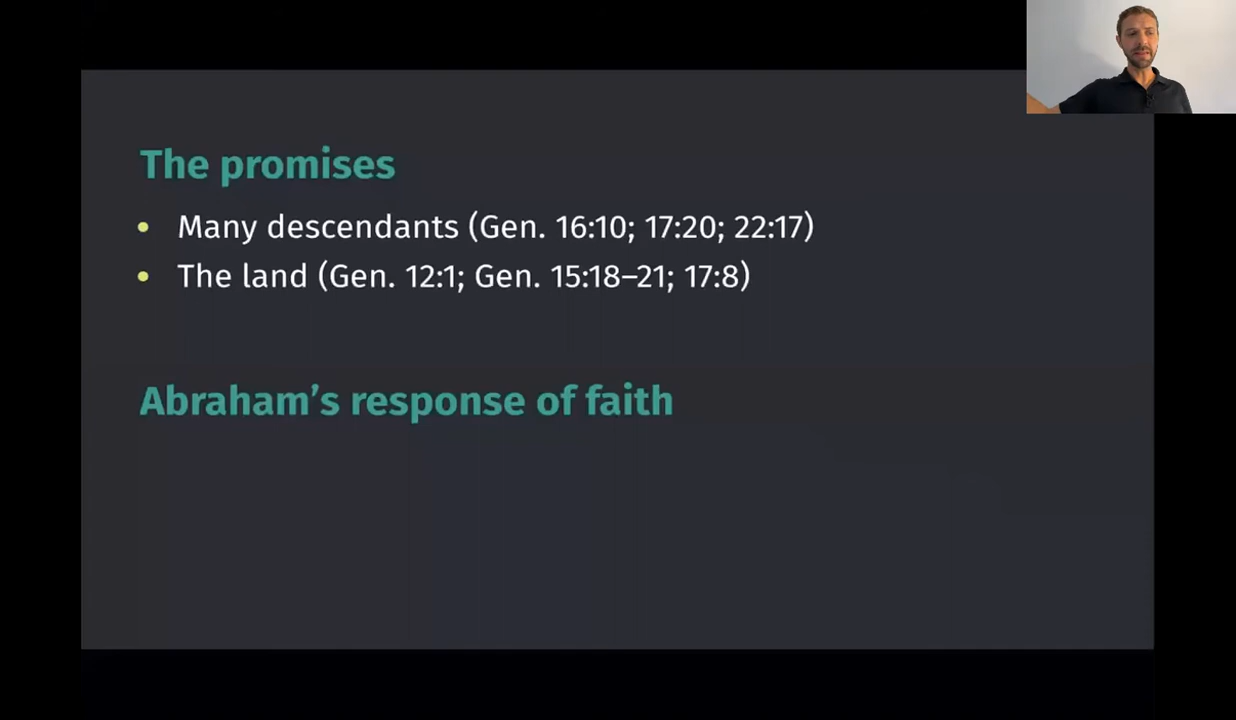 The promises
• Many descendants (Gen. 16:10; 17:20; 22:17)
• The land (Gen. 12:1; Gen. 15:18–21; 17:8)
Abraham’s response of faith